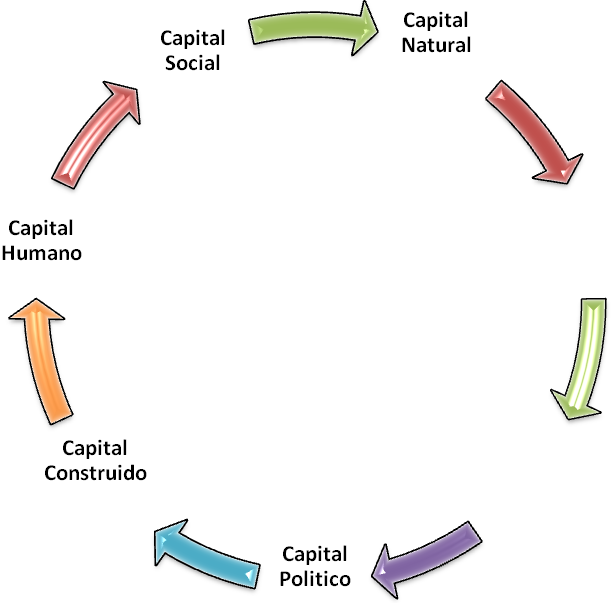 Capital
Social
Capital
Natural
Capital
Humano
Capital
Construido
Capital
Politico